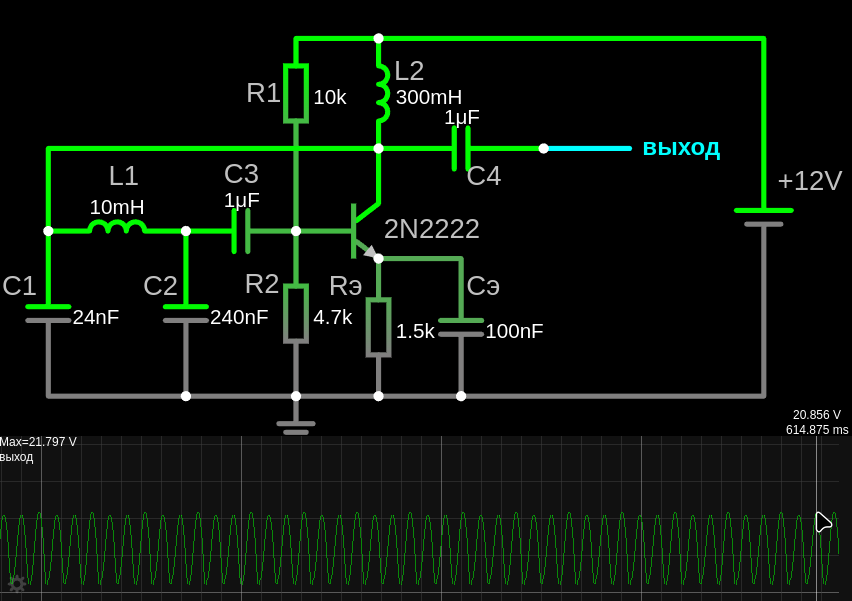 L2
R1
10k
300mH
1μF
выход
L1
C3
C4
+12V
10mH
1μF
2N2222
C1
C2
R2
Rэ
Cэ
24nF
240nF
4.7k
1.5k
100nF
20.856 V
614.875 ms
Max=21.797 V
выход